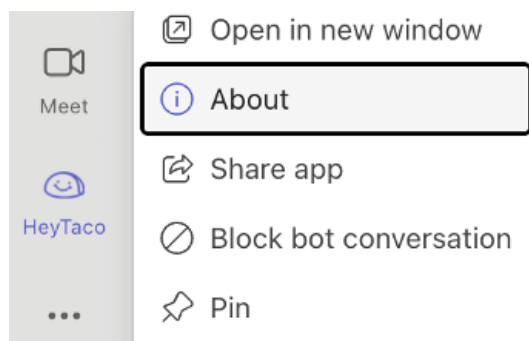 Meet
HeyTaco
Open in new window
About
Share app
Block bot conversation
Pin